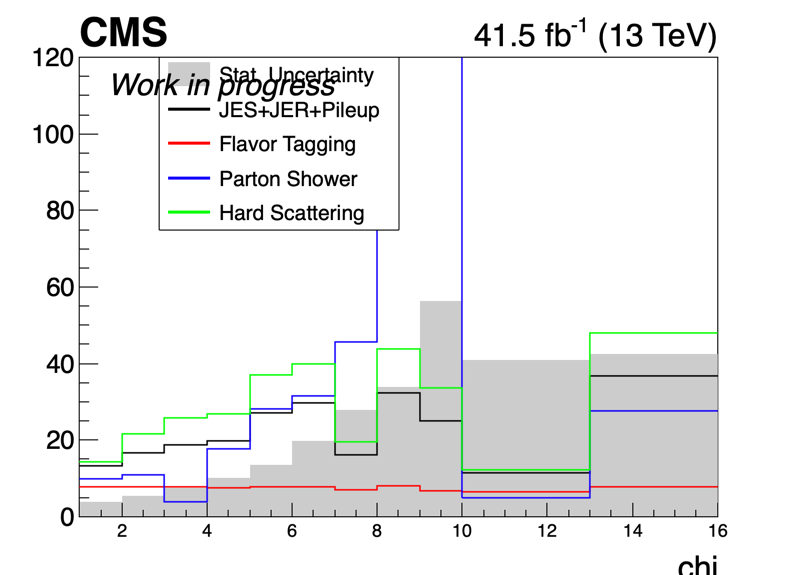 CMS 41.5 fb⁻¹ (13 TeV)
Work in progress
Stat. Uncertainty
JES+JER+Pileup
Flavor Tagging
Parton Shower
Hard Scattering
120
100
80
60
40
20
0
2 4 6 8 10 12 14 16
chi